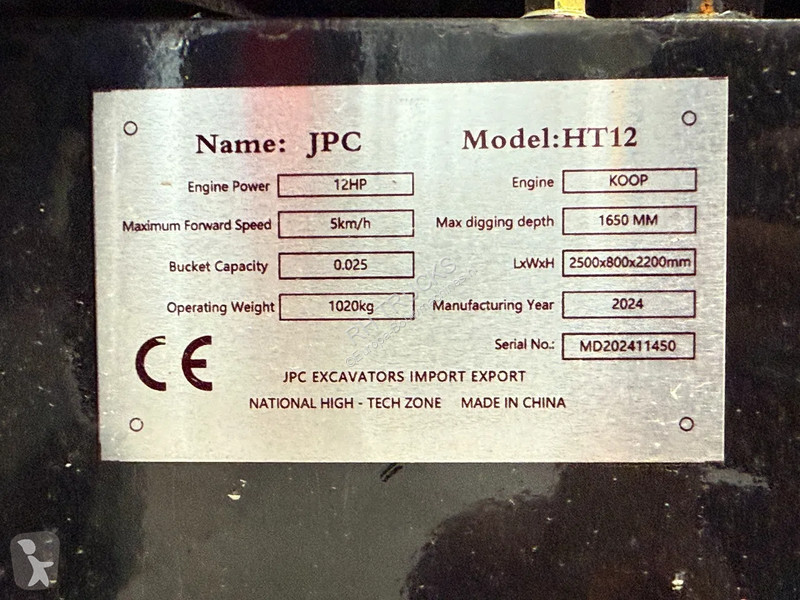 Name: JPC Model:HT12
Engine Power 12HP Engine KOOP
Maximum Forward Speed 5km/h Max digging depth 1650 MM
Bucket Capacity 0.025 LxWxH 2500x800x2200mm
Operating Weight 1020kg Manufacturing Year 2024
Serial No.: MD202411450
CE
JPC EXCAVATORS IMPORT EXPORT
NATIONAL HIGH - TECH ZONE MADE IN CHINA